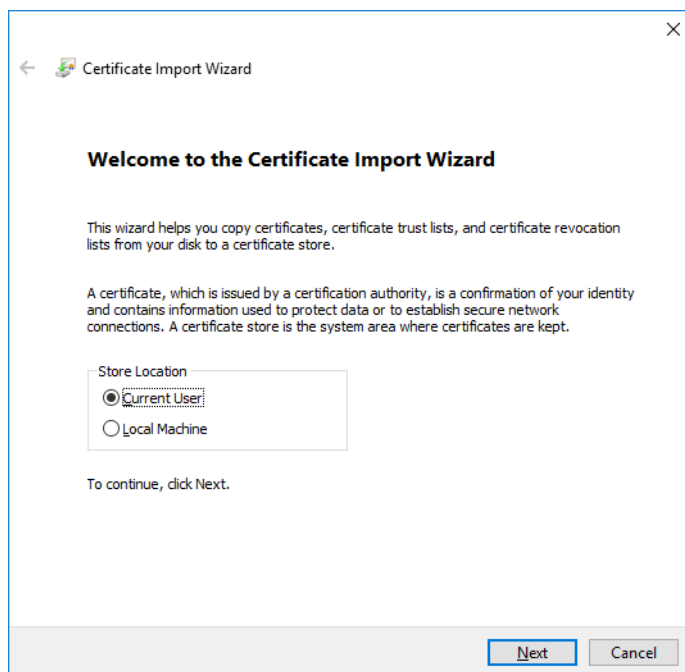 Certificate Import Wizard
Welcome to the Certificate Import Wizard
This wizard helps you copy certificates, certificate trust lists, and certificate revocation
lists from your disk to a certificate store.
A certificate, which is issued by a certification authority, is a confirmation of your identity
and contains information used to protect data or to establish secure network
connections. A certificate store is the system area where certificates are kept.
Store Location
Current User
Local Machine
To continue, click Next.
Next
Cancel